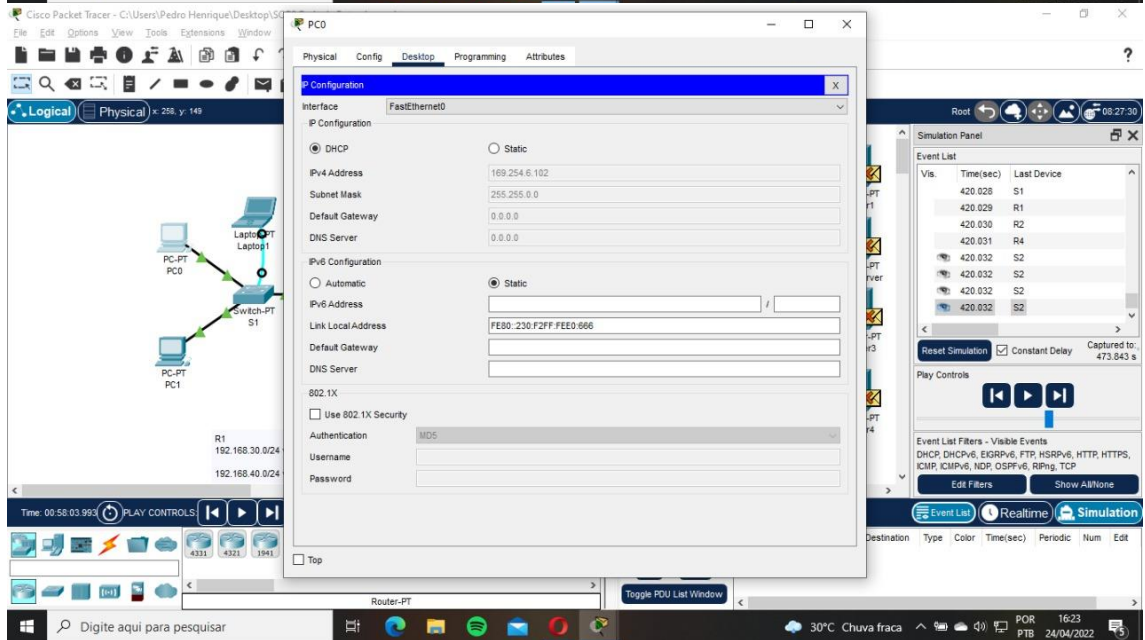 Cisco Packet Tracer - C:\Users\Pedro Henrique\Desktop\
File Edit Options View Tools Extensions Window
PC0
Physical Config Desktop Programming Attributes
?
IP Configuration X
Interface FastEthernet0
IP Configuration
DHCP Static
IPv4 Address 169.254.6.102
Subnet Mask 255.255.0.0
Default Gateway 0.0.0.0
DNS Server 0.0.0.0
IPv6 Configuration
Automatic Static
IPv6 Address /
Link Local Address FE80::230:F2FF:FEE0:666
Default Gateway
DNS Server
802.1X
Use 802.1X Security
Authentication MD5
Username
Password
Top
Logical Physical x: 258, y: 149
Root 08:27:30
Laptop-PT
Laptop1
PC-PT
PC0
Switch-PT
S1
PC-PT
PC1
R1
192.168.30.0/24
192.168.40.0/24
-PT
r1
-PT
rver
-PT
r3
-PT
r4
Simulation Panel
Event List
Vis. Time(sec) Last Device
420.028 S1
420.029 R1
420.030 R2
420.031 R4
420.032 S2
420.032 S2
420.032 S2
420.032 S2
Reset Simulation Constant Delay Captured to:
473.843 s
Play Controls
Event List Filters - Visible Events
DHCP, DHCPv6, EIGRPv6, FTP, HSRPv6, HTTP, HTTPS,
ICMP, ICMPv6, NDP, OSPFv6, RIPng, TCP
Edit Filters Show All/None
Time: 00:58:03.993 PLAY CONTROLS:
Event List Realtime Simulation
4331 4321 1941
Destination Type Color Time(sec) Periodic Num Edit
Router-PT
Toggle PDU List Window
Digite aqui para pesquisar
30°C Chuva fraca
POR
PTB
16:23
24/04/2022
5